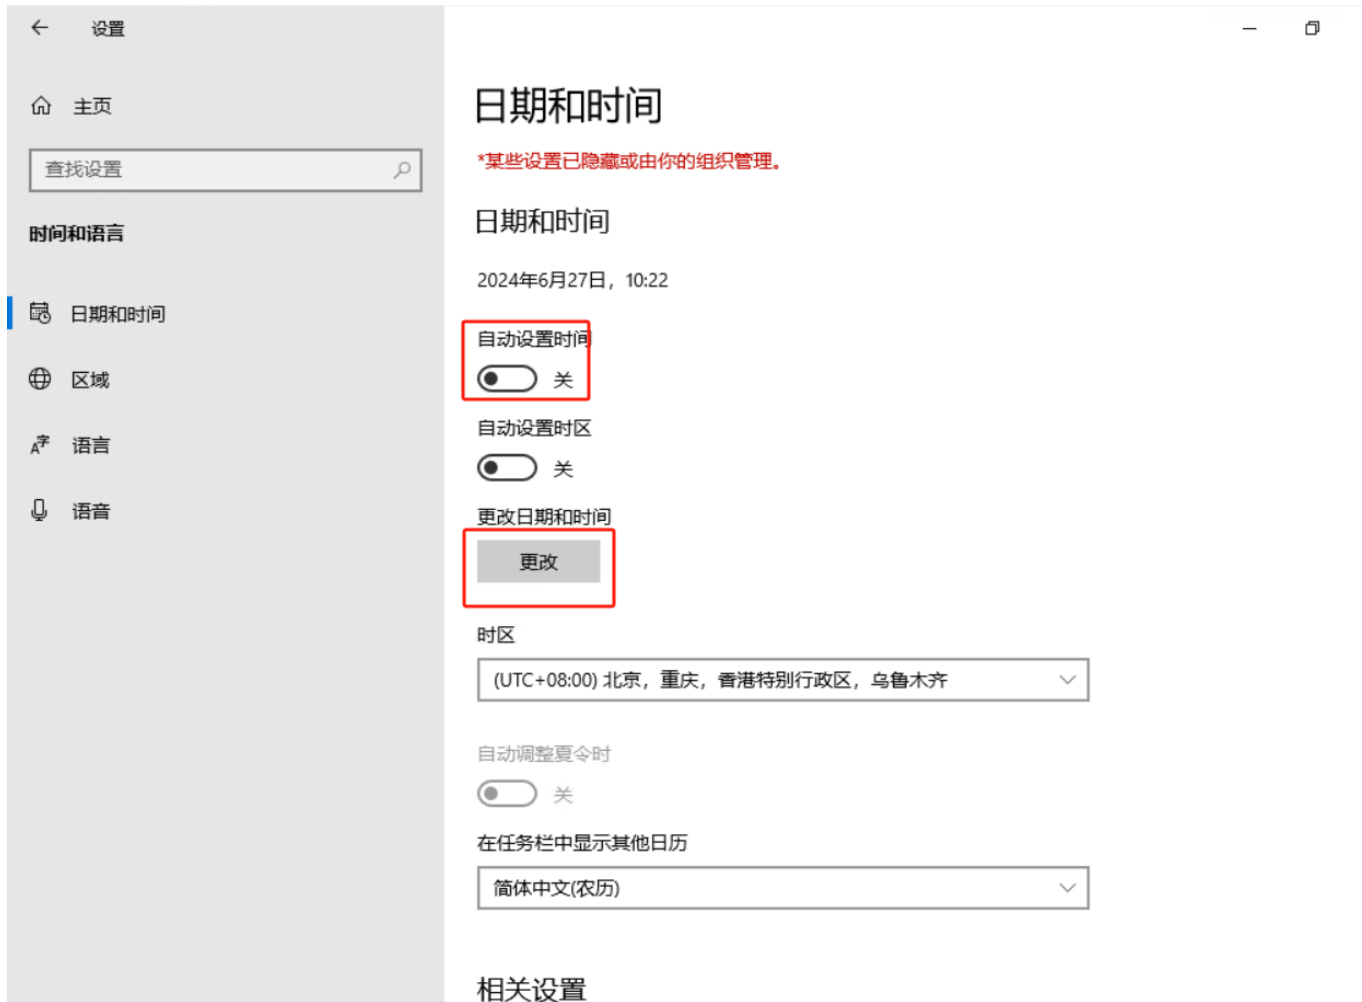 设置
主页
查找设置
时间和语言
日期和时间
区域
语言
语音
日期和时间
*某些设置已隐藏或由你的组织管理。
日期和时间
2024年6月27日，10:22
自动设置时间
关
自动设置时区
关
更改日期和时间
更改
时区
(UTC+08:00) 北京，重庆，香港特别行政区，乌鲁木齐
自动调整夏令时
关
在任务栏中显示其他日历
简体中文(农历)
相关设置